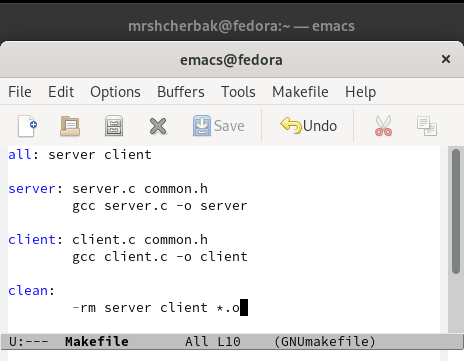 mrshcherbak@fedora:~ — emacs
emacs@fedora
File Edit Options Buffers Tools Makefile Help
Save Undo
all: server client
server: server.c common.h
        gcc server.c -o server
client: client.c common.h
        gcc client.c -o client
clean:
        -rm server client *.o
U:--- Makefile All L10 (GNUmakefile)